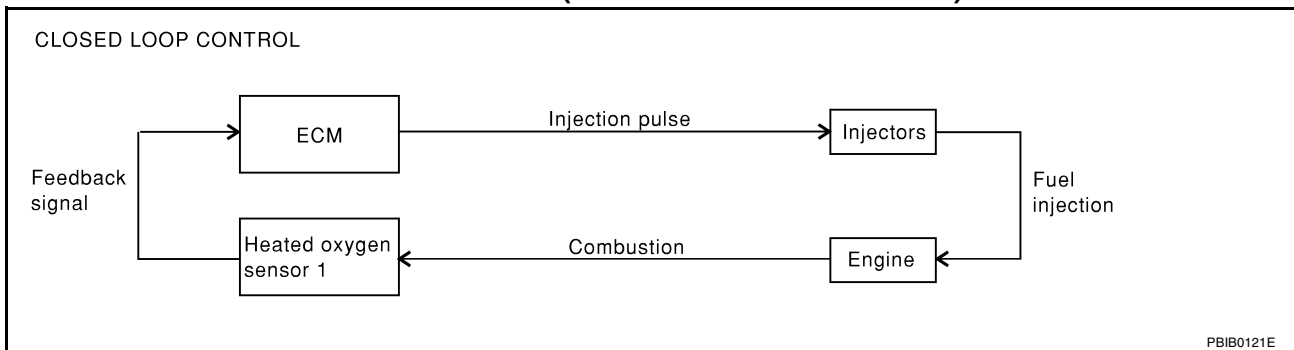 CLOSED LOOP CONTROL
ECM
Injection pulse
Injectors
Feedback
signal
Fuel
injection
Heated oxygen
sensor 1
Combustion
Engine
PBIB0121E